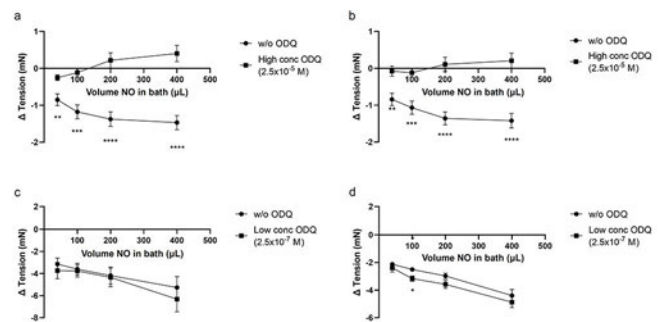 a
Δ Tension (mN)
1
0
-1
-2
100
200
300
400
500
Volume NO in bath (µL)
**
***
****
****
w/o ODQ
High conc ODQ
(2.5x10⁻⁵ M)
b
Δ Tension (mN)
1
0
-1
-2
100
200
300
400
500
Volume NO in bath (µL)
**
***
****
****
w/o ODQ
High conc ODQ
(2.5x10⁻⁵ M)
c
Δ Tension (mN)
0
-2
-4
-6
-8
100
200
300
400
500
Volume NO in bath (µL)
w/o ODQ
Low conc ODQ
(2.5x10⁻⁷ M)
d
Δ Tension (mN)
0
-2
-4
-6
100
200
300
400
500
Volume NO in bath (µL)
*
w/o ODQ
Low conc ODQ
(2.5x10⁻⁷ M)